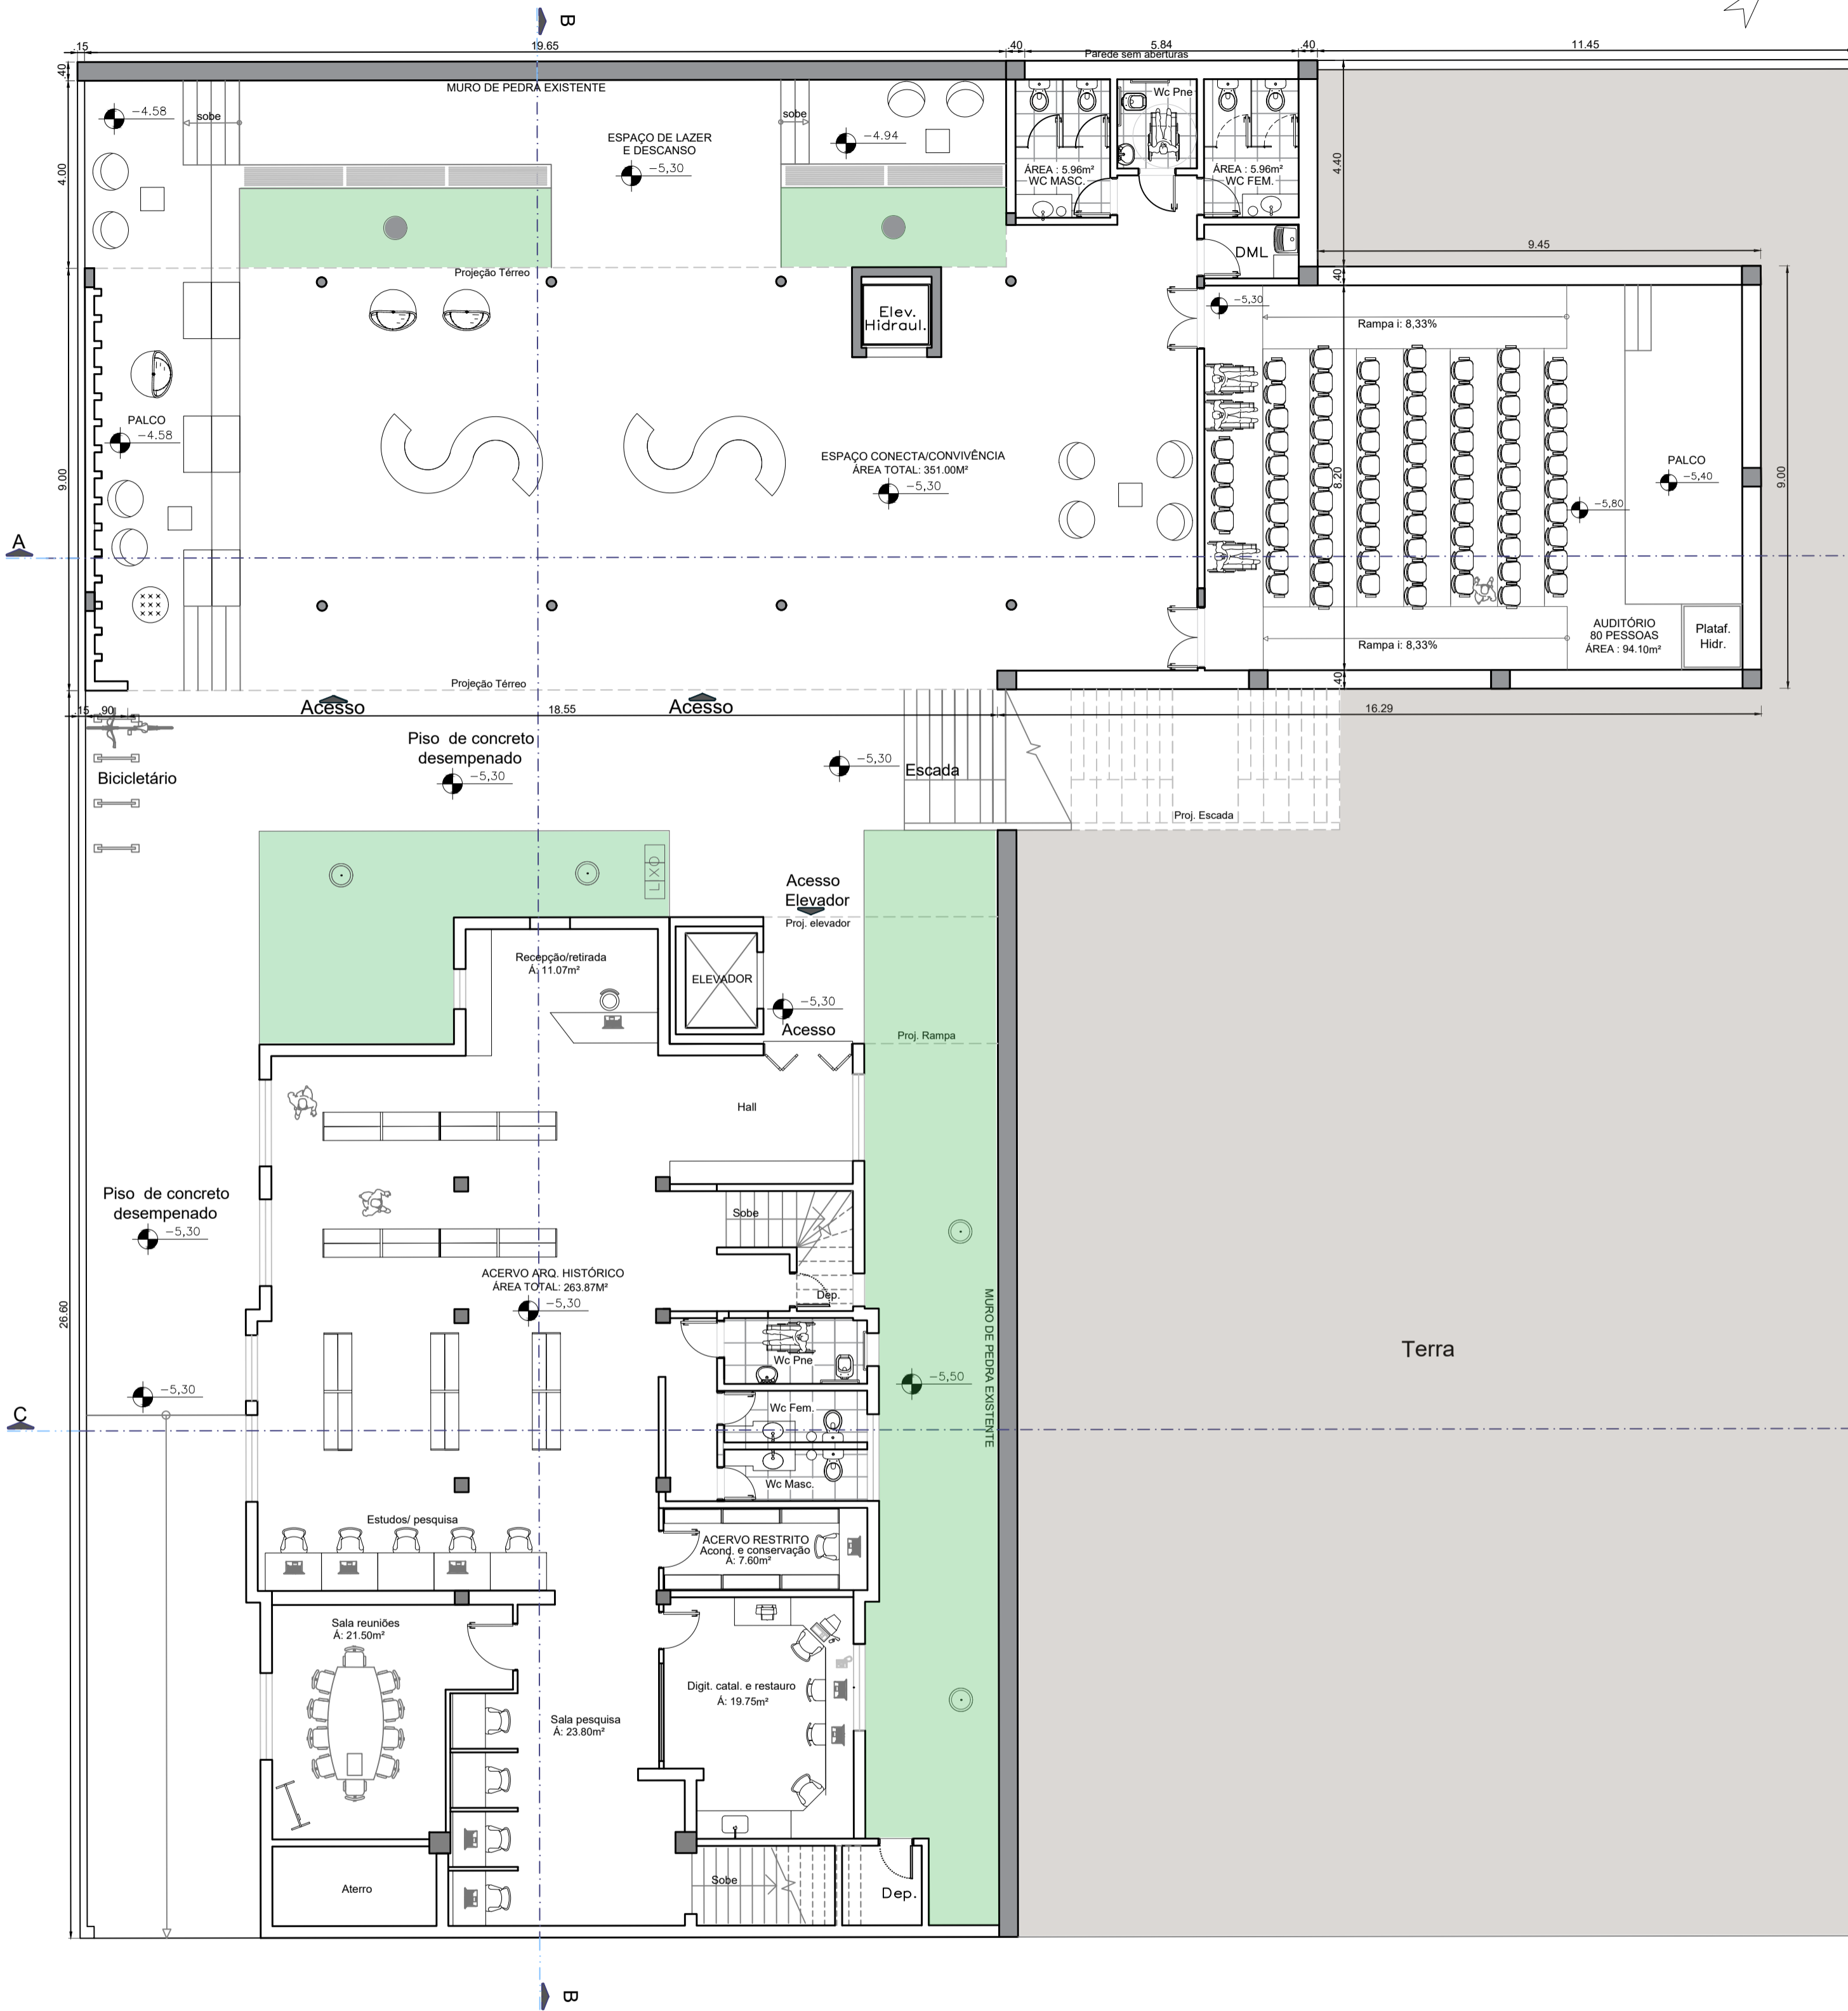 B
.15
19.65
.40
5.84
.40
11.45
Parede sem aberturas
.40
MURO DE PEDRA EXISTENTE
-4.58
sobe
sobe
-4.94
ESPAÇO DE LAZER
E DESCANSO
-5,30
Wc Pne
ÁREA : 5.96m²
WC MASC.
ÁREA : 5.96m²
WC FEM.
4.00
4.40
DML
9.45
.40
Projeção Térreo
Elev.
Hidraul.
-5,30
Rampa i: 8,33%
PALCO
-4.58
ESPAÇO CONECTA/CONVIVÊNCIA
ÁREA TOTAL: 351.00M²
-5,30
9.00
8.20
PALCO
-5,40
-5,80
9.00
A
AUDITÓRIO
80 PESSOAS
ÁREA : 94.10m²
Plataf.
Hidr.
Rampa i: 8,33%
.40
Projeção Térreo
Acesso
Acesso
.15
.90
18.55
16.29
Piso de concreto
desempenado
-5,30
-5,30
Escada
Bicicletário
Proj. Escada
LIXO
Acesso
Elevador
Proj. elevador
Recepção/retirada
Á: 11.07m²
ELEVADOR
-5,30
Acesso
Proj. Rampa
Hall
Piso de concreto
desempenado
-5,30
Sobe
ACERVO ARQ. HISTÓRICO
ÁREA TOTAL: 263.87M²
-5,30
Dep.
26.60
MURO DE PEDRA EXISTENTE
Terra
Wc Pne
-5,50
-5,30
Wc Fem.
C
Wc Masc.
Estudos/ pesquisa
ACERVO RESTRITO
Acond. e conservação
Á: 7.60m²
Sala reuniões
Á: 21.50m²
Digit. catal. e restauro
Á: 19.75m²
Sala pesquisa
Á: 23.80m²
Aterro
Sobe
Dep.
B